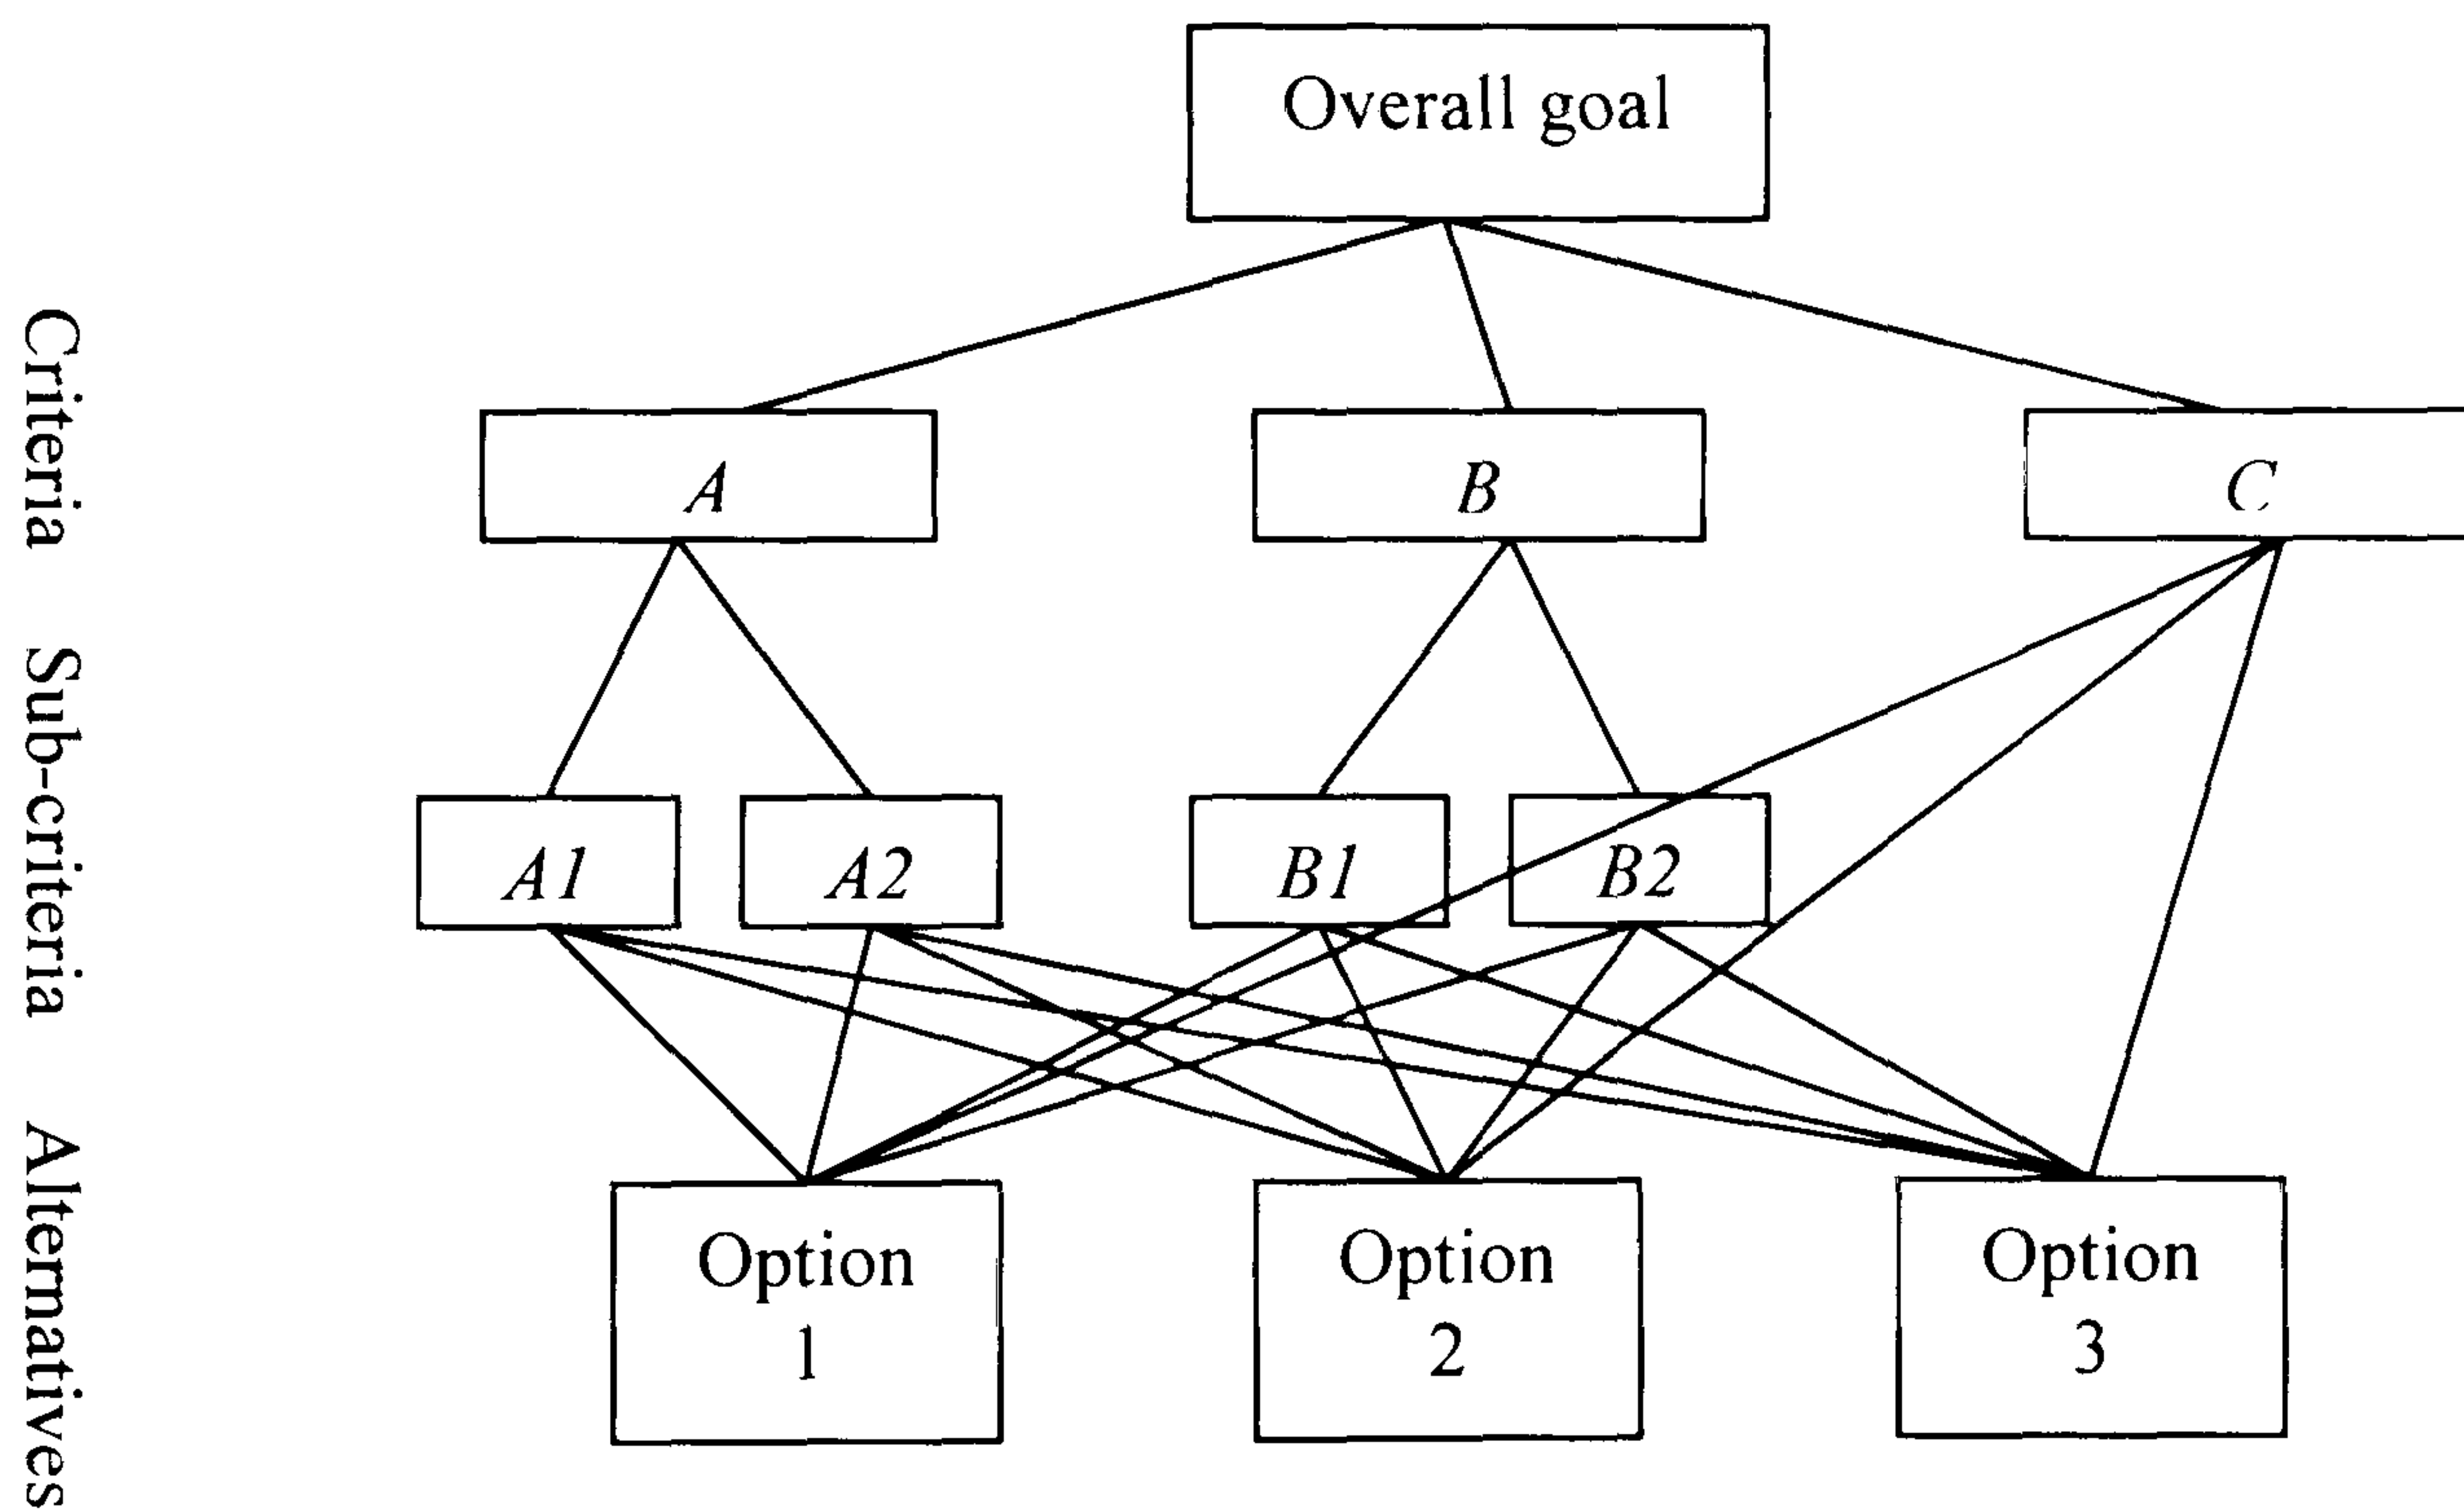 Overall goal
A
B
C
A1
A2
B1
B2
Option
1
Option
2
Option
3
Criteria
Sub-criteria
Alternatives